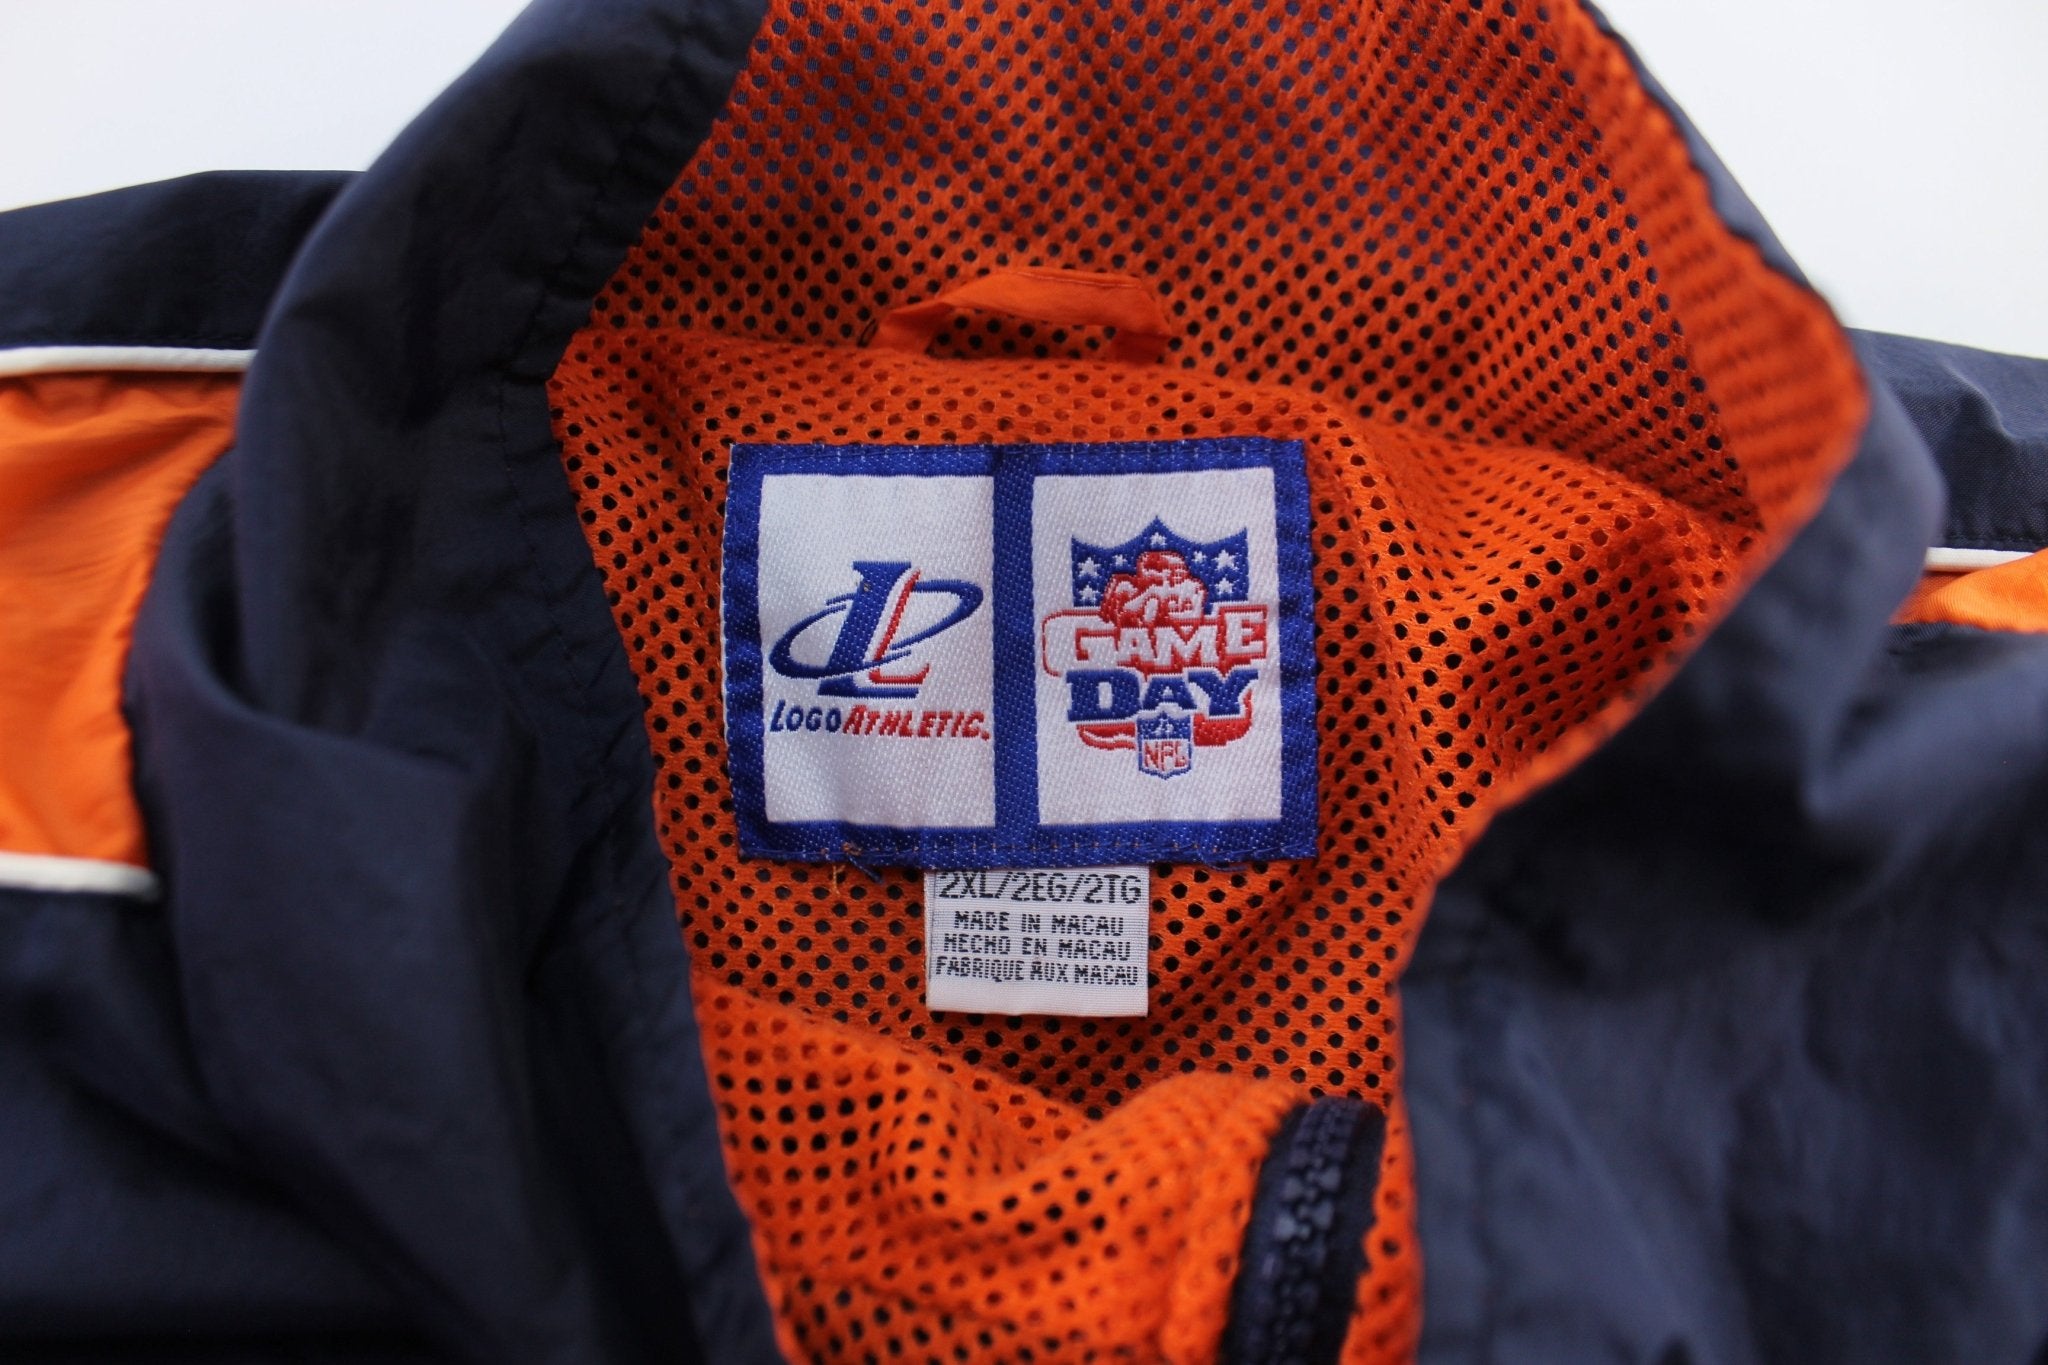 LOGOATHLETIC.
GAME
DAY
NFL
2XL/2EG/2TG
MADE IN MACAU
HECHO EN MACAU
FABRIQUE AUX MACAU